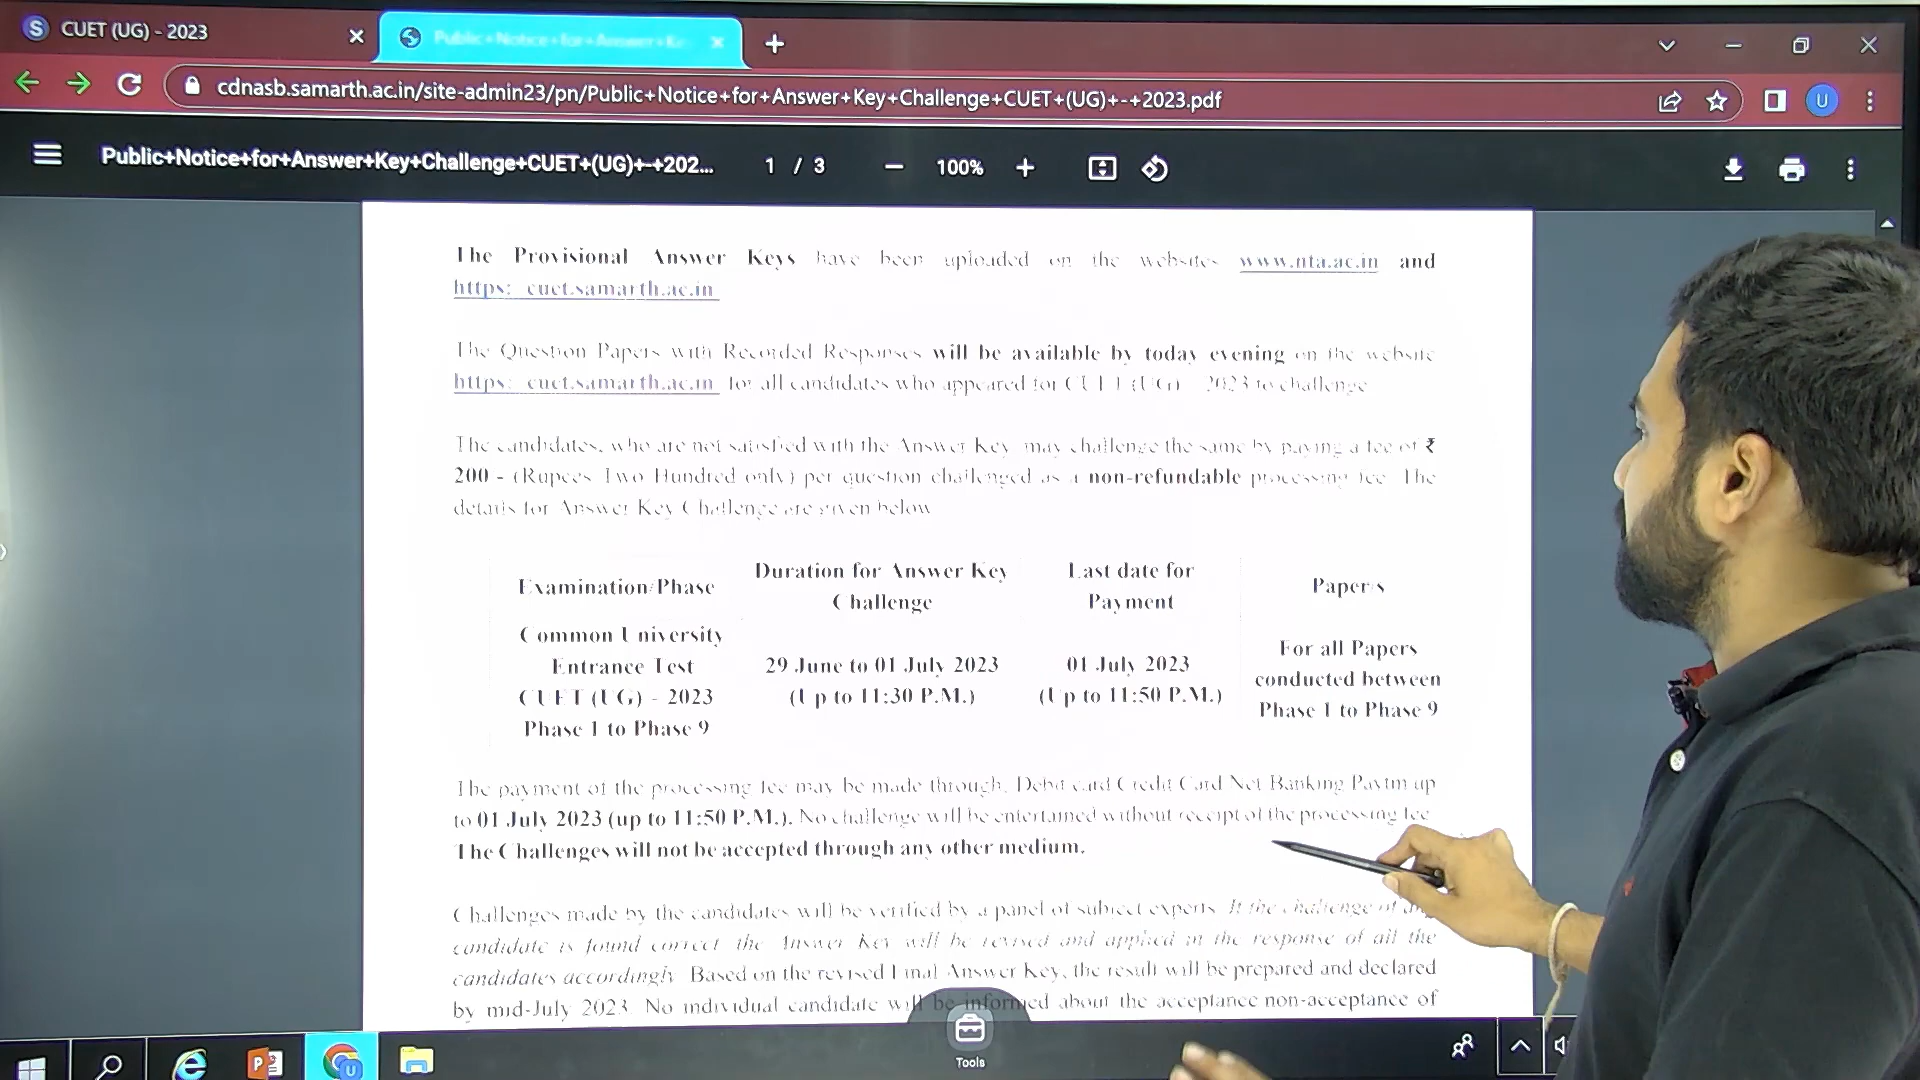 CUET (UG) - 2023
Public+Notice+for+Answer+Ke
cdnasb.samarth.ac.in/site-admin23/pn/Public+Notice+for+Answer+Key+Challenge+CUET+(UG)+-+2023.pdf
U
Public+Notice+for+Answer+Key+Challenge+CUET+(UG)+-+202...
1 / 3
100%
The Provisional Answer Keys have been uploaded on the websites www.nta.ac.in and
https: cuet.samarth.ac.in
The Question Papers with Recorded Responses will be available by today evening on the website
https: cuet.samarth.ac.in for all candidates who appeared for CUET (UG) - 2023 to challenge
The candidates, who are not satisfied with the Answer Key may challenge the same by paying a fee of ₹
200 - (Rupees Two Hundred only) per question challenged as a non-refundable processing fee. The
details for Answer Key Challenge are given below
Examination/Phase
Duration for Answer Key
Challenge
Last date for
Payment
Paper/s
Common University
Entrance Test
CUET (UG) - 2023
Phase 1 to Phase 9
29 June to 01 July 2023
(Up to 11:30 P.M.)
01 July 2023
(Up to 11:50 P.M.)
For all Papers
conducted between
Phase 1 to Phase 9
The payment of the processing fee may be made through, Debit card Credit Card Net Banking Paytm up
to 01 July 2023 (up to 11:50 P.M.). No challenge will be entertained without receipt of the processing fee
The Challenges will not be accepted through any other medium.
Challenges made by the candidates will be verified by a panel of subject experts. If the challenge of any
candidate is found correct, the Answer Key will be revised and applied in the response of all the
candidates accordingly. Based on the revised Final Answer Key, the result will be prepared and declared
by mid-July 2023. No individual candidate will be informed about the acceptance non-acceptance of
Tools